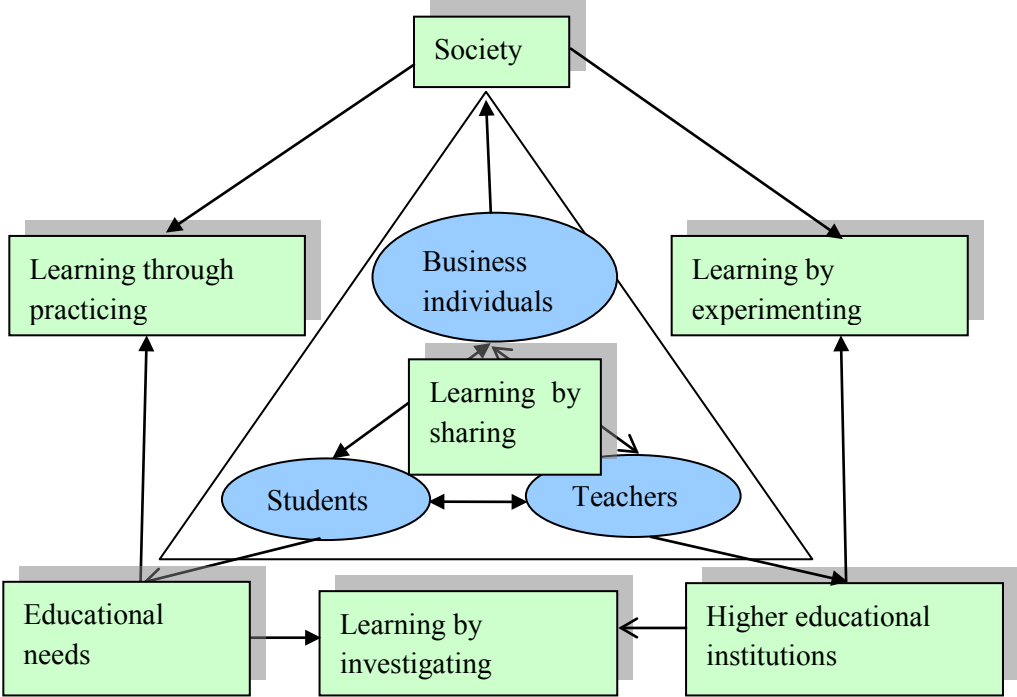 Society
Business
individuals
Learning through
practicing
Learning by
experimenting
Learning by
sharing
Students
Teachers
Educational
needs
Learning by
investigating
Higher educational
institutions